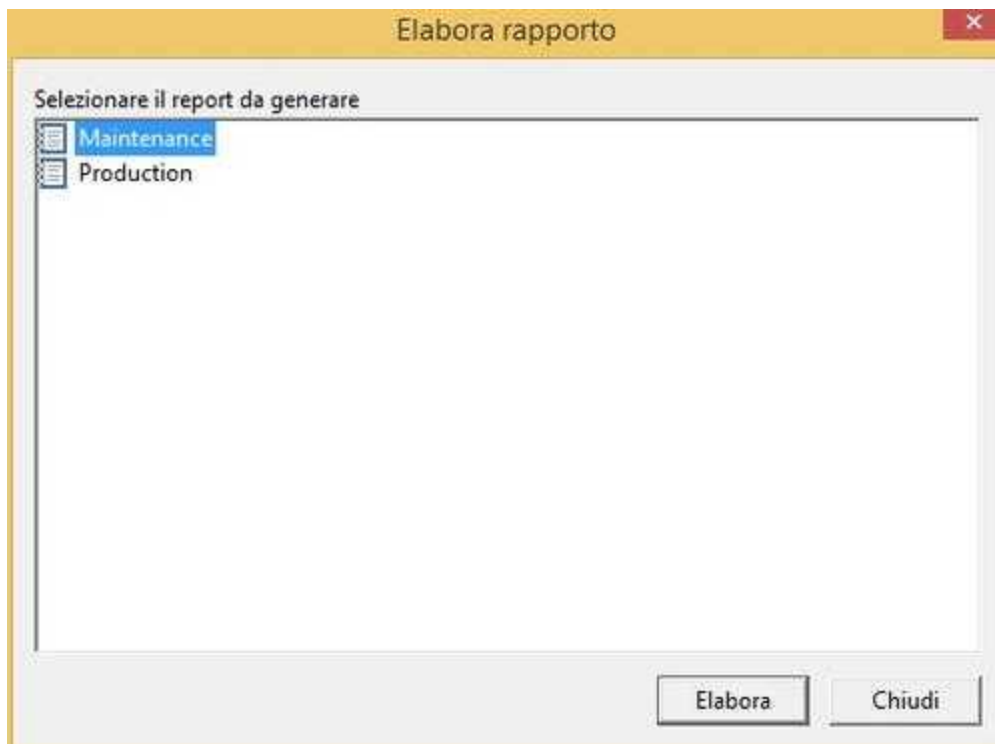 Elabora rapporto
Selezionare il report da generare
Maintenance
Production
Elabora
Chiudi